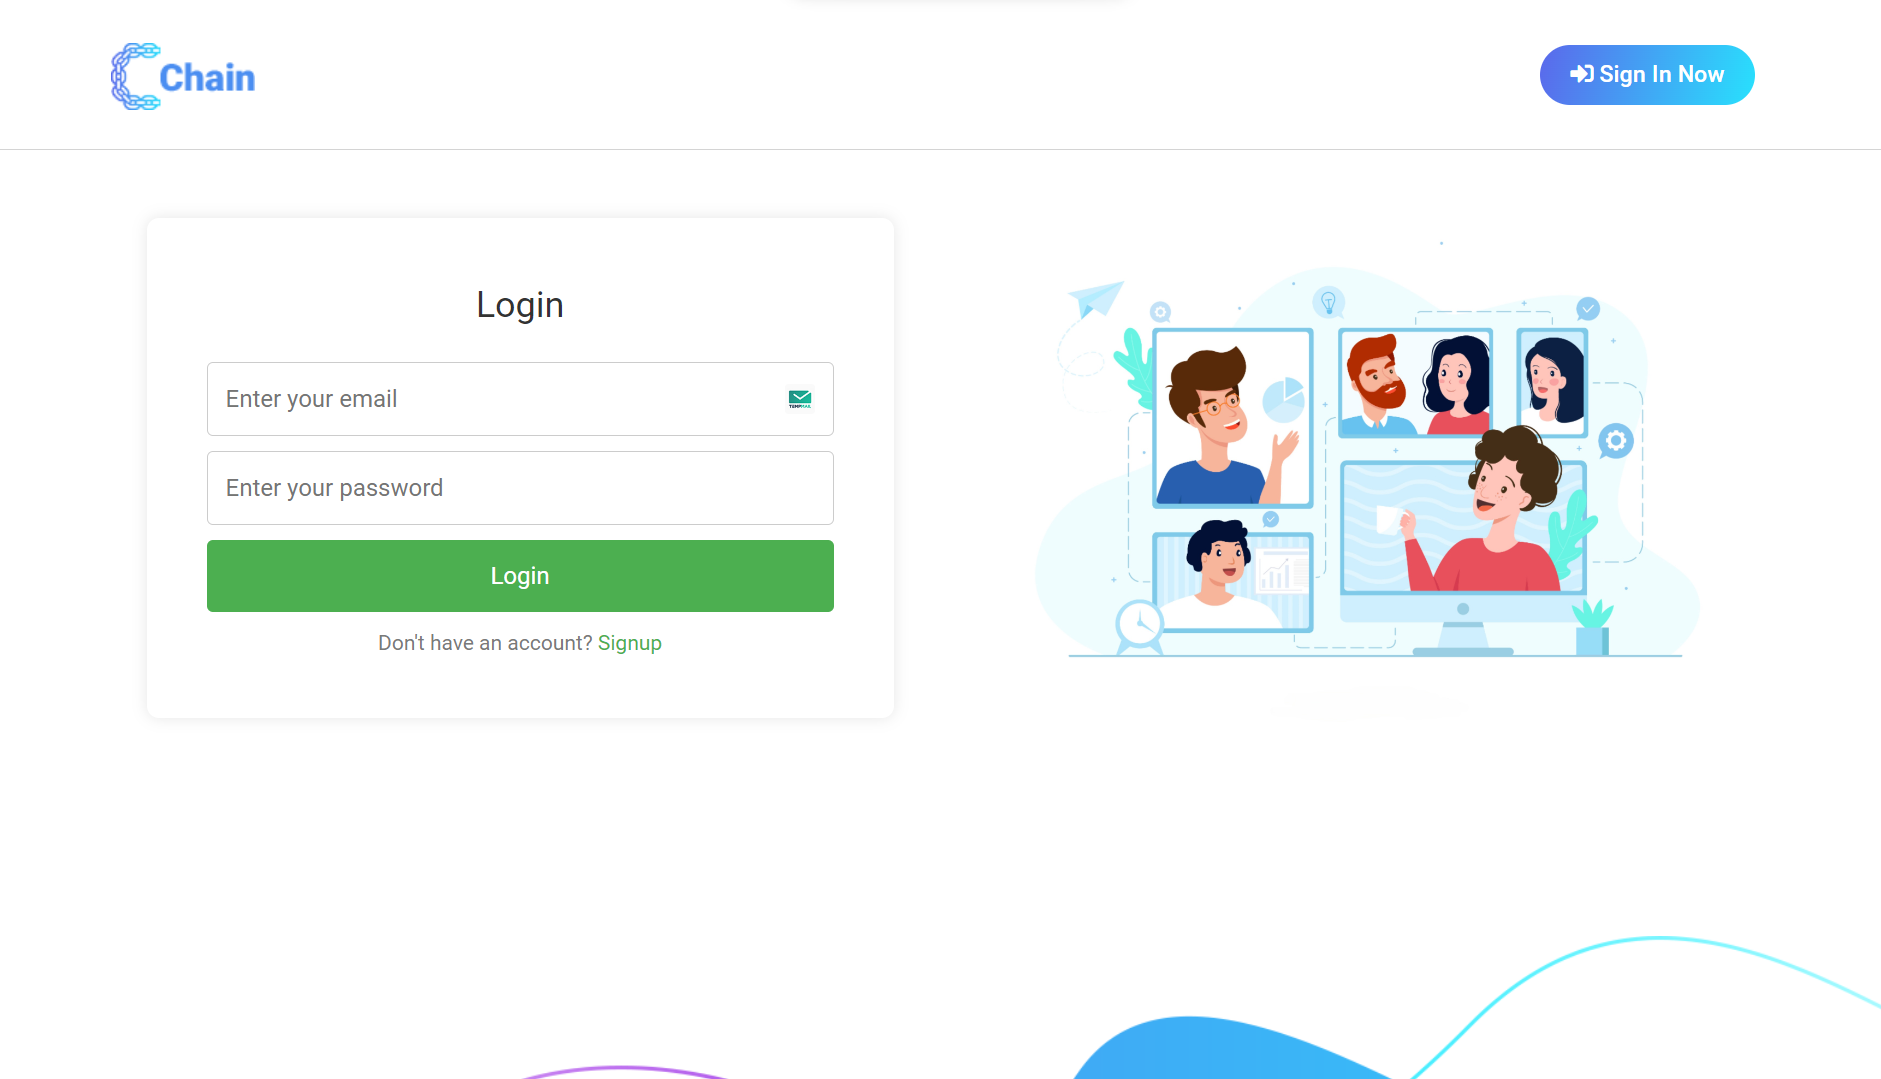 Chain
Sign In Now
Login
Enter your email
Enter your password
Login
Don't have an account? Signup